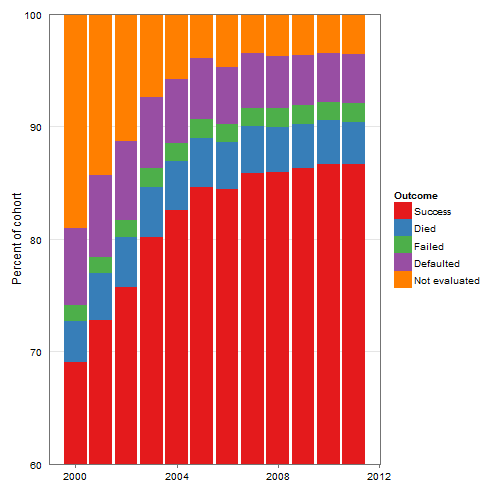 100
90
80
70
60
Percent of cohort
2000
2004
2008
2012
Outcome
Success
Died
Failed
Defaulted
Not evaluated